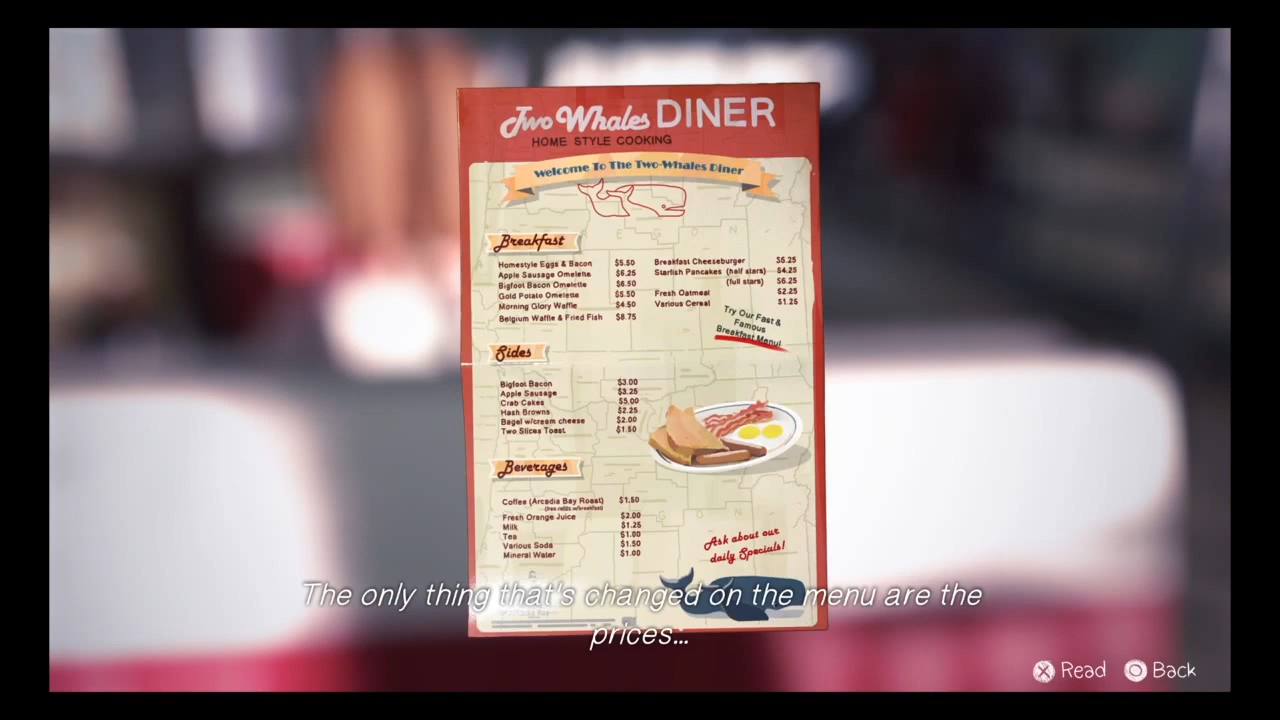 Two Whales DINER
HOME STYLE COOKING
Welcome To The Two-Whales Diner
Breakfast
Homestyle Eggs & Bacon $5.50
Apple Sausage Omelette $6.25
Bigfoot Bacon Omelette $6.50
Gold Potato Omelette $5.50
Morning Glory Waffle $4.50
Belgium Waffle & Fried Fish $8.75
Breakfast Cheeseburger $6.25
Starfish Pancakes (half stars) $4.25
(full stars) $6.25
Fresh Oatmeal $2.25
Various Cereal $1.25
Try Our Fast &
Famous
Breakfast Menu!
Sides
Bigfoot Bacon $3.00
Apple Sausage $3.25
Crab Cakes $5.00
Hash Browns $2.25
Bagel w/cream cheese $2.00
Two Slices Toast $1.50
Beverages
Coffee (Arcadia Bay Roast) $1.50
(free refills w/breakfast)
Fresh Orange Juice $2.00
Milk $1.25
Tea $1.00
Various Soda $1.50
Mineral Water $1.00
Ask about our
daily Specials!
The only thing that's changed on the menu are the
prices...
Read
Back